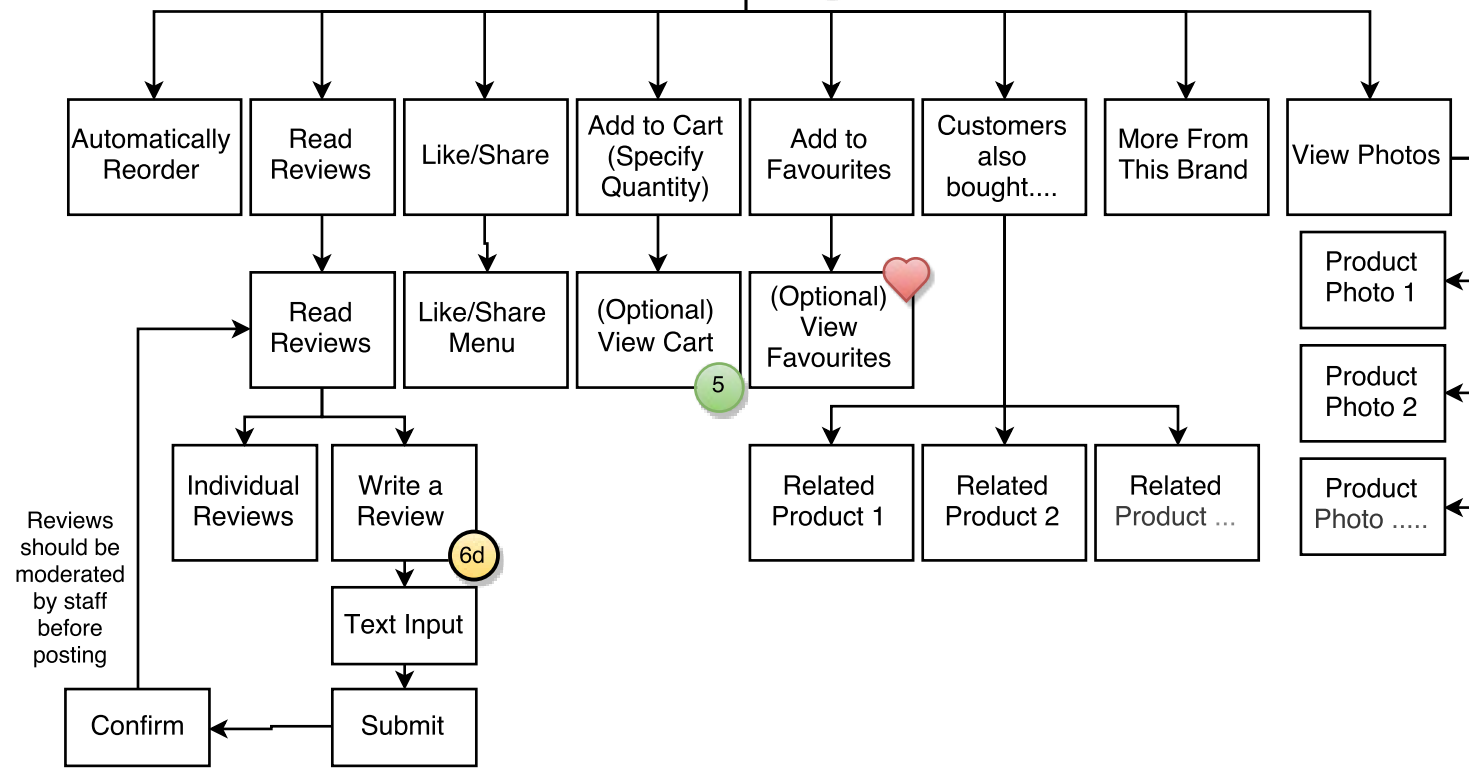 Automatically
Reorder
Read
Reviews
Like/Share
Add to Cart
(Specify
Quantity)
Add to
Favourites
Customers
also
bought....
More From
This Brand
View Photos
Read
Reviews
Like/Share
Menu
(Optional)
View Cart
5
(Optional)
View
Favourites
Product
Photo 1
Product
Photo 2
Product
Photo .....
Individual
Reviews
Write a
Review
6d
Related
Product 1
Related
Product 2
Related
Product ...
Reviews
should be
moderated
by staff
before
posting
Text Input
Confirm
Submit